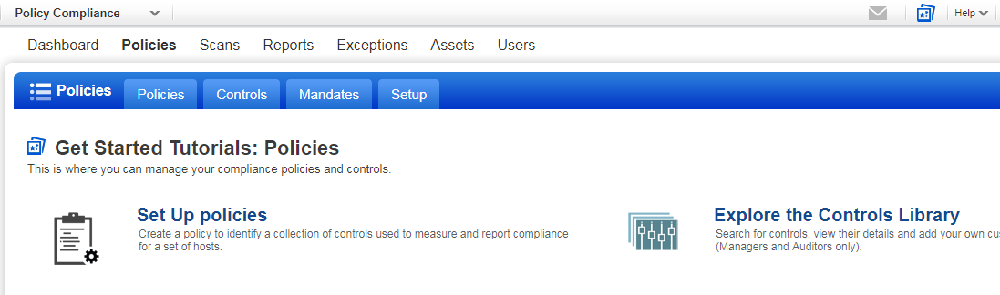 Policy Compliance
Help
Dashboard Policies Scans Reports Exceptions Assets Users
Policies Policies Controls Mandates Setup
Get Started Tutorials: Policies
This is where you can manage your compliance policies and controls.
Set Up policies
Create a policy to identify a collection of controls used to measure and report compliance
for a set of hosts.
Explore the Controls Library
Search for controls, view their details and add your own cus
(Managers and Auditors only).